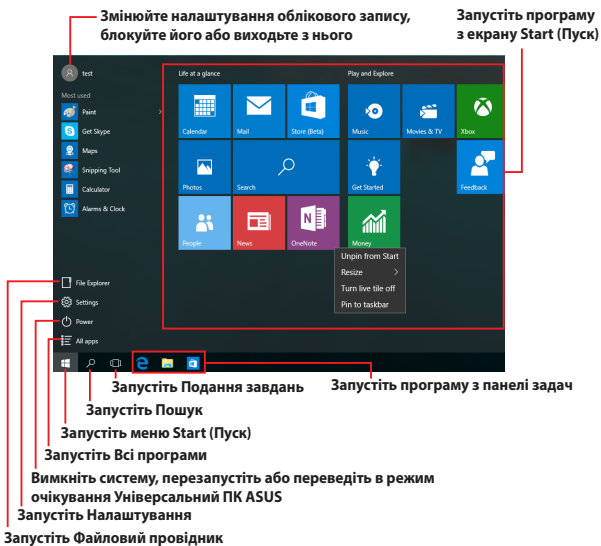 Змінюйте налаштування облікового запису,
блокуйте його або виходьте з нього
Запустіть програму
з екрану Start (Пуск)
test
Most used
Paint
Get Skype
Maps
Snipping Tool
Calculator
Alarms & Clock
File Explorer
Settings
Power
All apps
Life at a glance
Play and Explore
Calendar
Mail
Store (Beta)
Music
Movies & TV
Xbox
Photos
Search
Get Started
Feedback
People
News
OneNote
Money
Unpin from Start
Resize
Turn live tile off
Pin to taskbar
Запустіть Подання завдань
Запустіть програму з панелі задач
Запустіть Пошук
Запустіть меню Start (Пуск)
Запустіть Всі програми
Вимкніть систему, перезапустіть або переведіть в режим
очікування Універсальний ПК ASUS
Запустіть Налаштування
Запустіть Файловий провідник